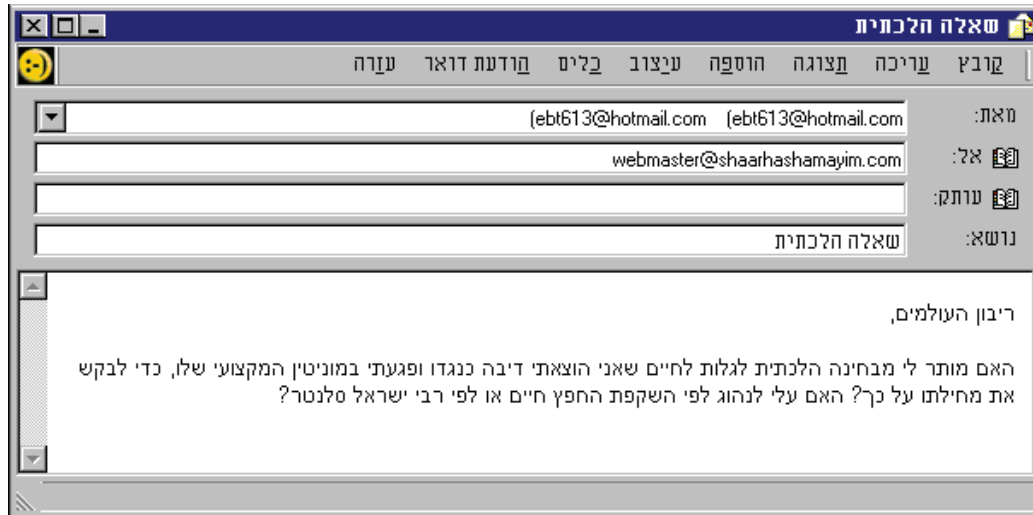 שאלה הלכתית
קובץ עריכה תצוגה הוספה עיצוב כלים הודעת דואר עזרה
מאת: (ebt613@hotmail.com (ebt613@hotmail.com
אל: webmaster@shaarhashamayim.com
עותק:
נושא: שאלה הלכתית
ריבון העולמים,
האם מותר לי מבחינה הלכתית לגלות לחיים שאני הוצאתי דיבה כנגדו ופגעתי במוניטין המקצועי שלו, כדי לבקש
את מחילתו על כך? האם עלי לנהוג לפי השקפת החפץ חיים או לפי רבי ישראל סלנטר?